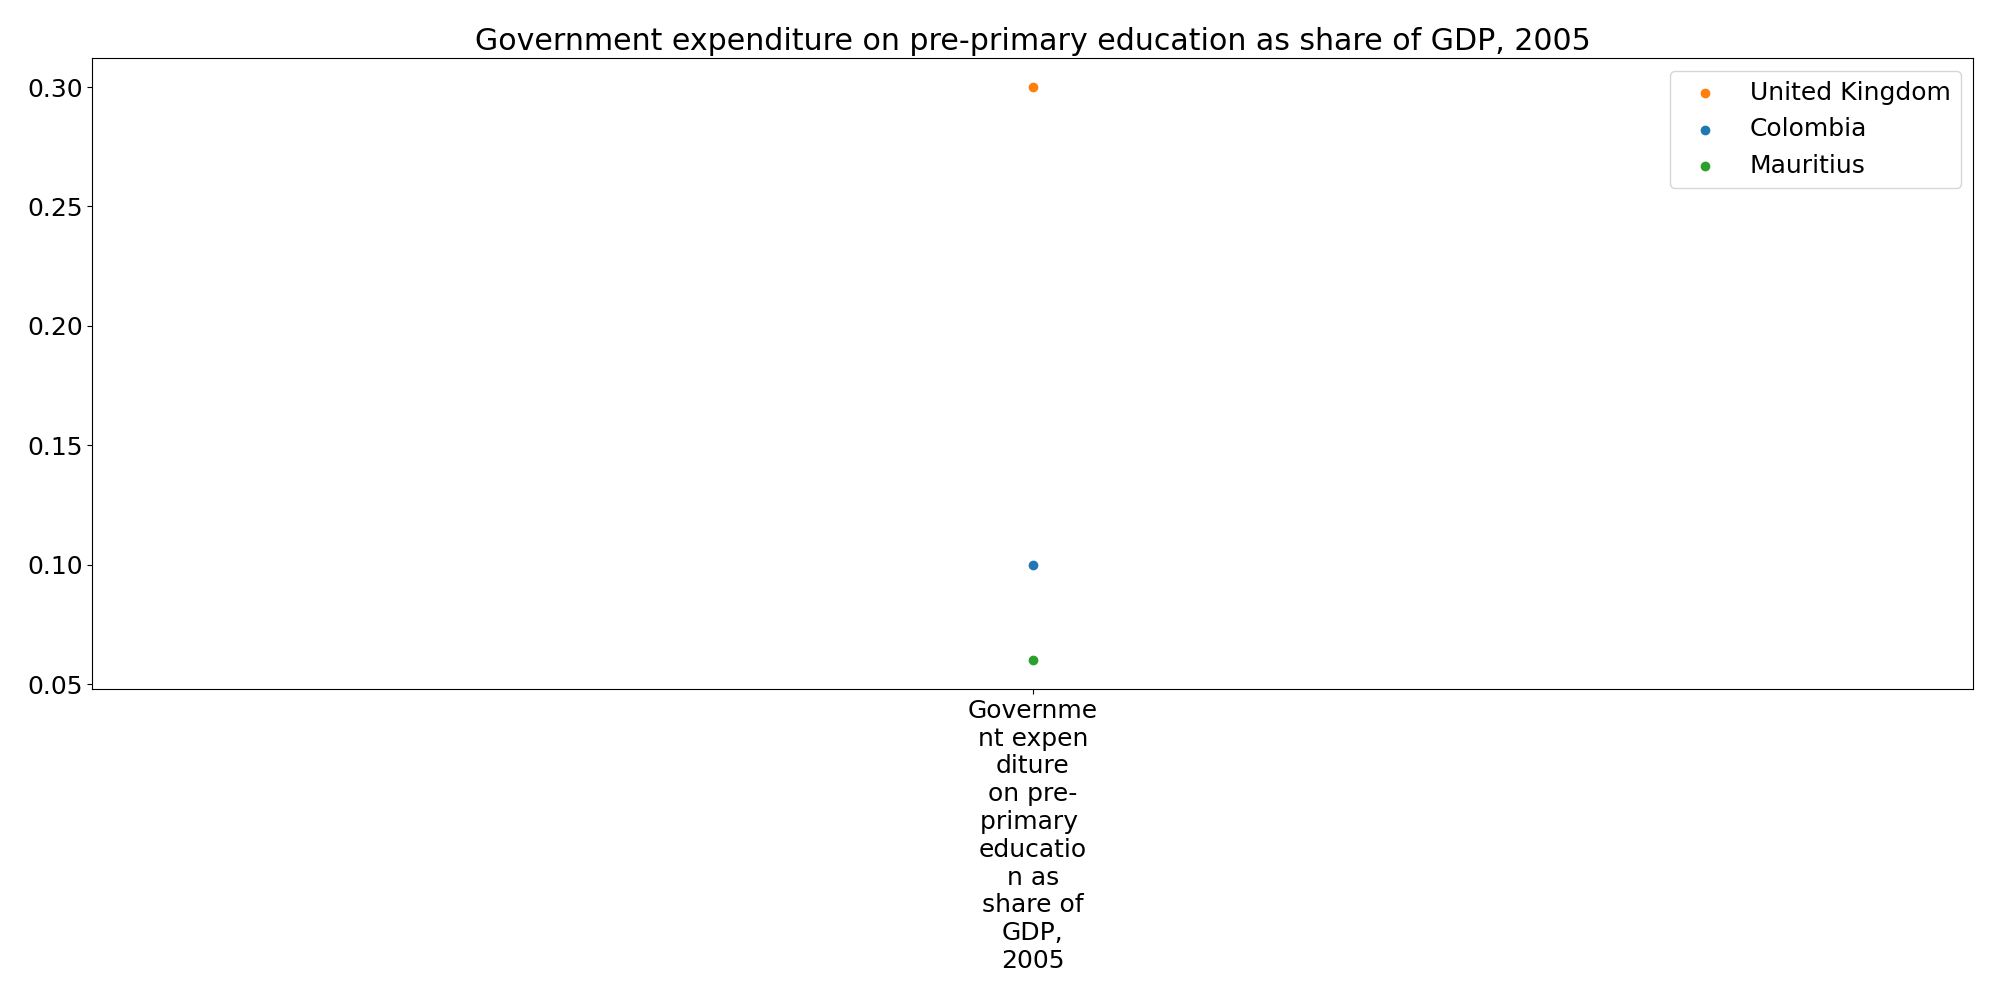 Government expenditure on pre-primary education as share of GDP, 2005
0.30
0.25
0.20
0.15
0.10
0.05
United Kingdom
Colombia
Mauritius
Governme
nt expen
diture
on pre-
primary
educatio
n as
share of
GDP,
2005